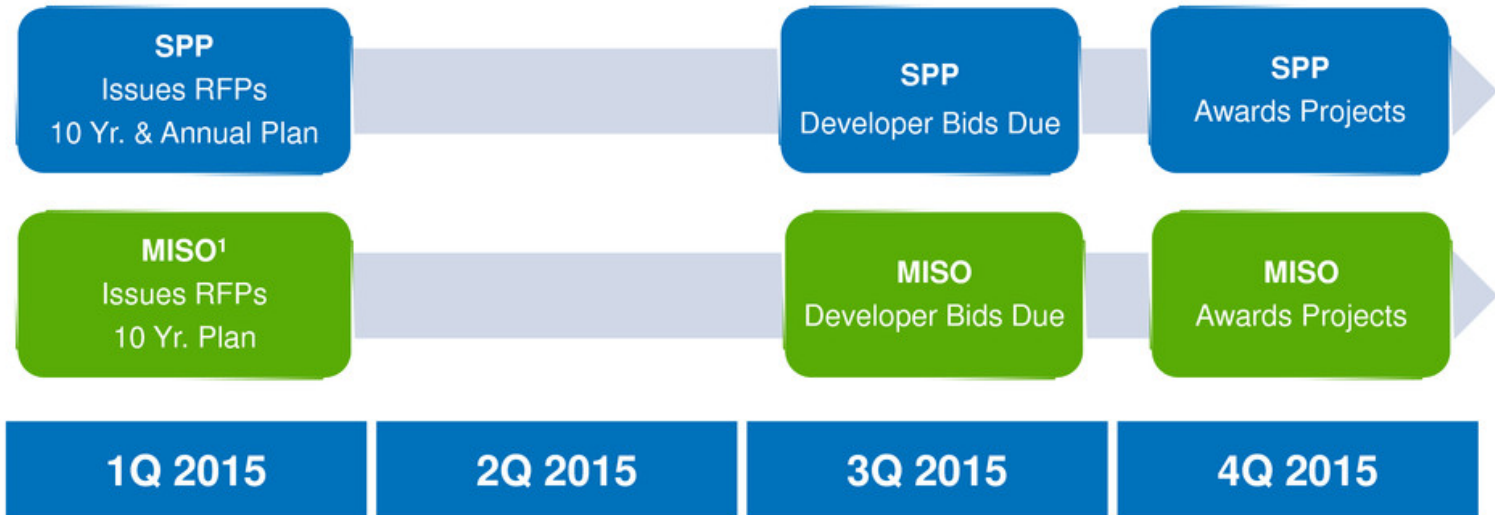 SPP
Issues RFPs
10 Yr. & Annual Plan
SPP
Developer Bids Due
SPP
Awards Projects
MISO¹
Issues RFPs
10 Yr. Plan
MISO
Developer Bids Due
MISO
Awards Projects
1Q 2015
2Q 2015
3Q 2015
4Q 2015